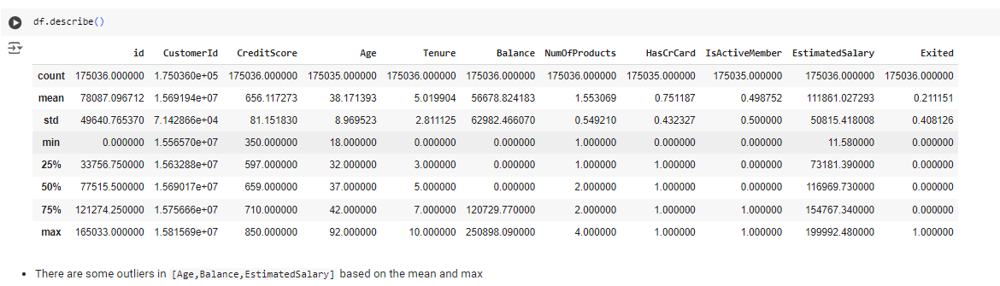 df.describe()
id CustomerId CreditScore Age Tenure Balance NumOfProducts HasCrCard IsActiveMember EstimatedSalary Exited
count 175036.000000 1.750360e+05 175036.000000 175035.000000 175036.000000 175036.000000 175036.000000 175035.000000 175035.000000 175036.000000 175036.000000
mean 78087.096712 1.569194e+07 656.117273 38.171393 5.019904 56678.824183 1.553069 0.751187 0.498752 111861.027293 0.211151
std 49640.765370 7.142866e+04 81.151830 8.969523 2.811125 62982.466070 0.549210 0.432327 0.500000 50815.418008 0.408126
min 0.000000 1.556570e+07 350.000000 18.000000 0.000000 0.000000 1.000000 0.000000 0.000000 11.580000 0.000000
25% 33756.750000 1.563288e+07 597.000000 32.000000 3.000000 0.000000 1.000000 1.000000 0.000000 73181.390000 0.000000
50% 77515.500000 1.569017e+07 659.000000 37.000000 5.000000 0.000000 2.000000 1.000000 0.000000 116969.730000 0.000000
75% 121274.250000 1.575666e+07 710.000000 42.000000 7.000000 120729.770000 2.000000 1.000000 1.000000 154767.340000 0.000000
max 165033.000000 1.581569e+07 850.000000 92.000000 10.000000 250898.090000 4.000000 1.000000 1.000000 199992.480000 1.000000
• There are some outliers in [Age,Balance,EstimatedSalary] based on the mean and max